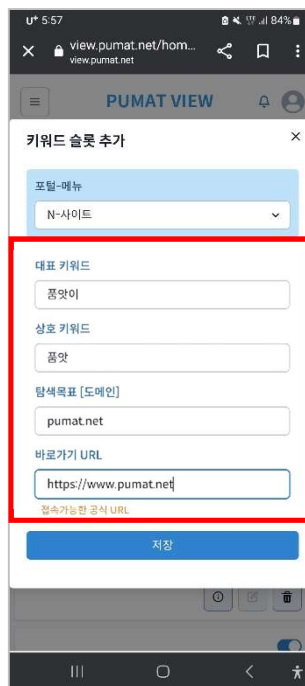 U⁺ 5:57
84%
view.pumat.net/hom...
view.pumat.net
PUMAT VIEW
키워드 슬롯 추가
포털-메뉴
N-사이트
대표 키워드
품앗이
상호 키워드
품앗
탐색목표 [도메인]
pumat.net
바로가기 URL
https://www.pumat.net
접속가능한 공식 URL
저장